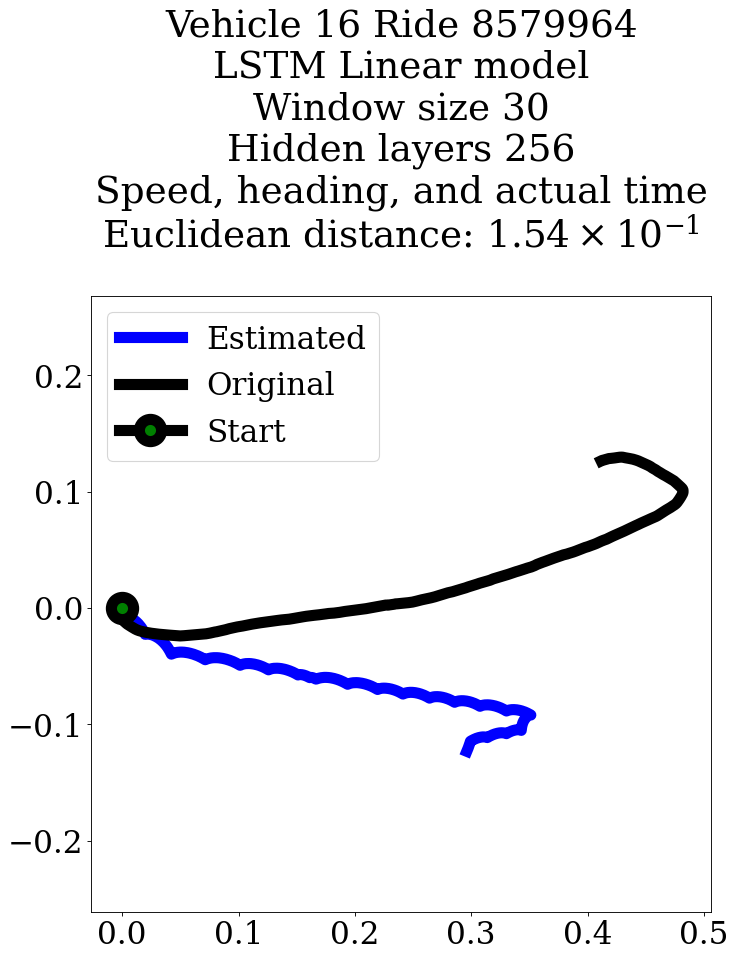 Vehicle 16 Ride 8579964
LSTM Linear model
Window size 30
Hidden layers 256
Speed, heading, and actual time
Euclidean distance: 1.54 × 10⁻¹
Estimated
Original
Start
0.2
0.1
0.0
−0.1
−0.2
0.0 0.1 0.2 0.3 0.4 0.5